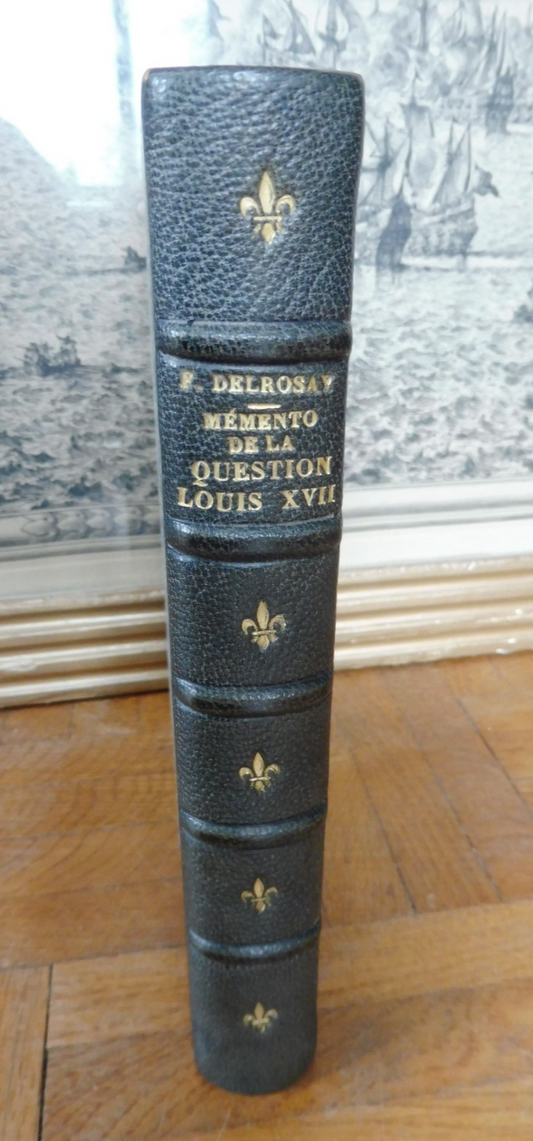 F. DELROSAY
MÉMENTO
DE LA
QUESTION
LOUIS XVII